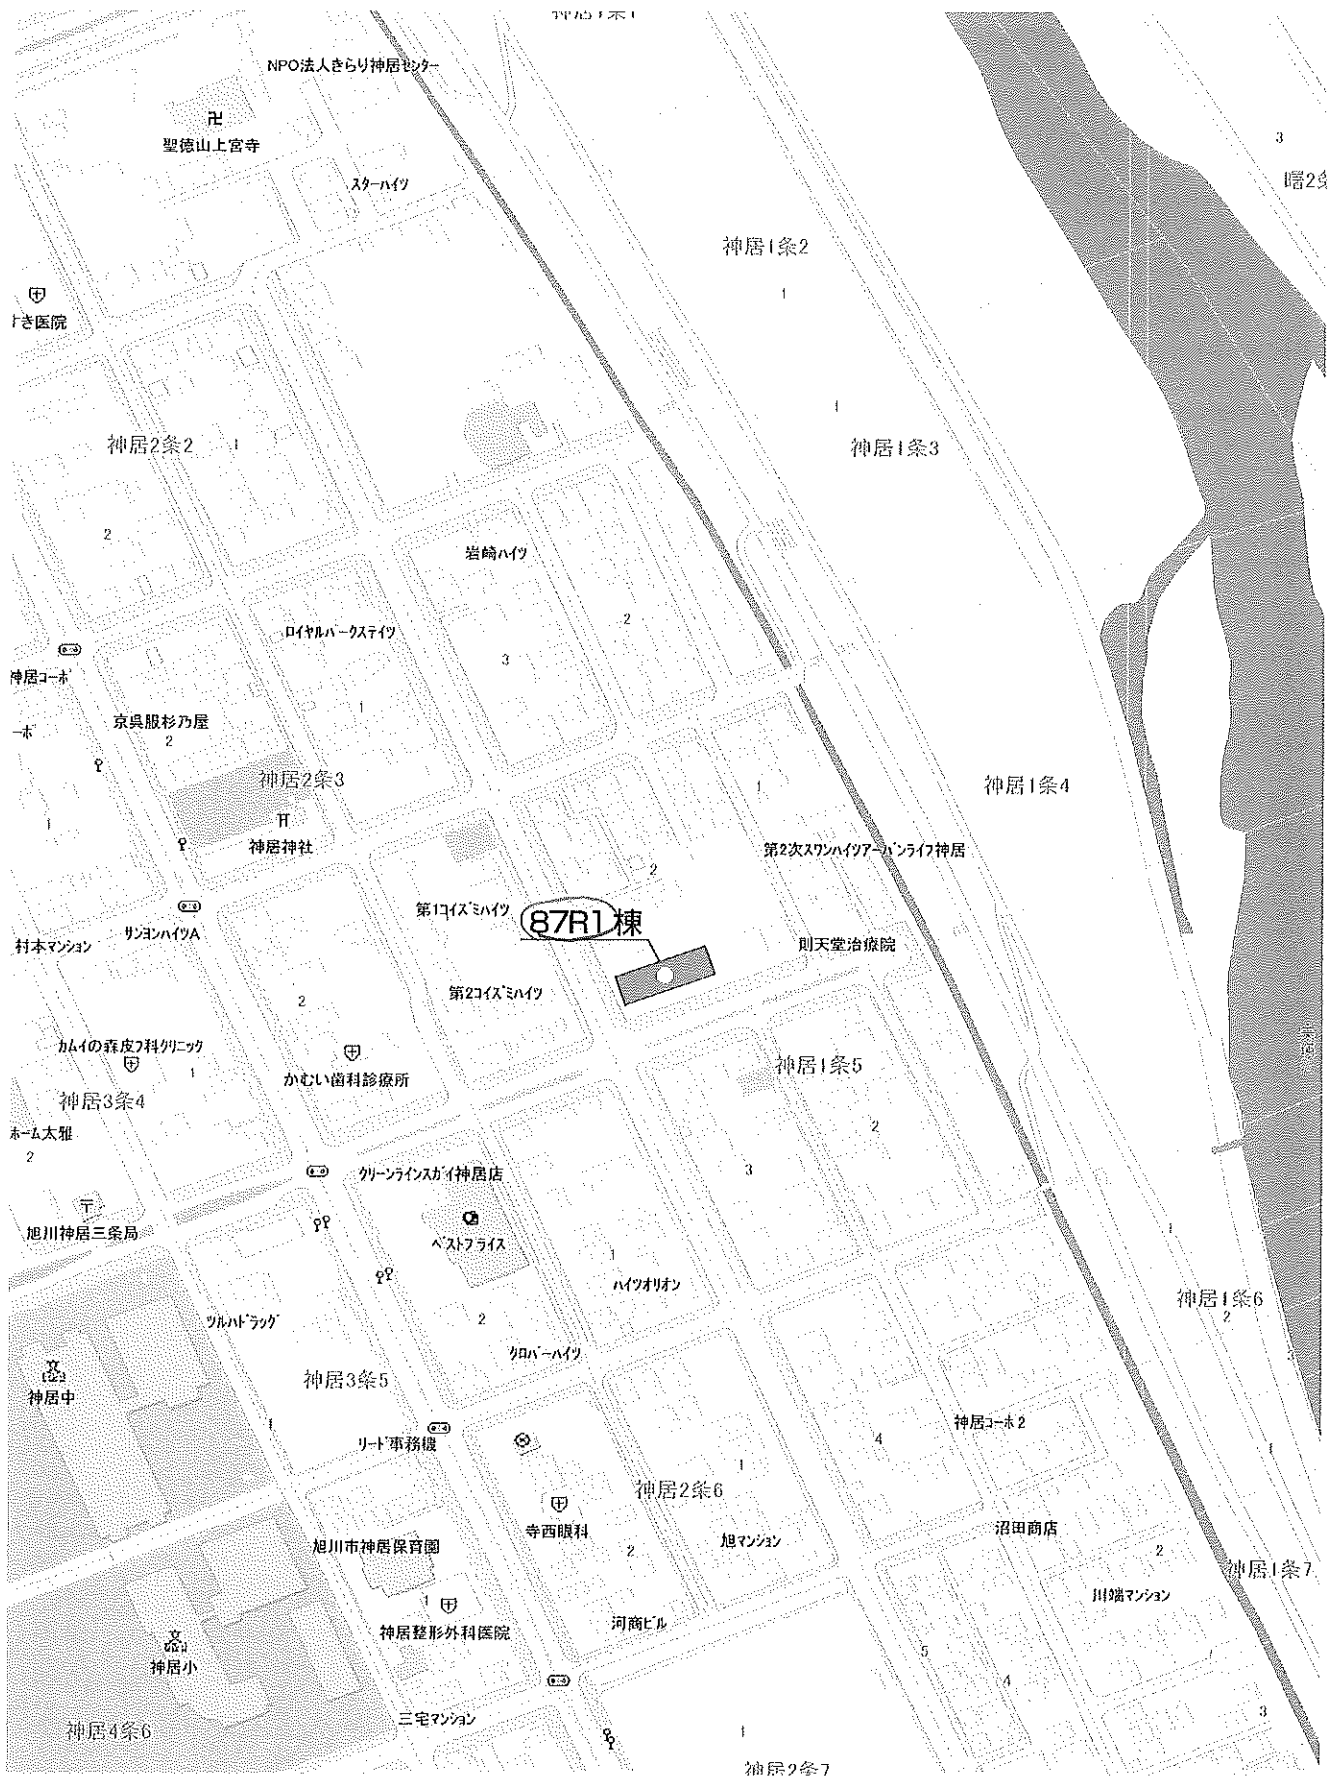 神居1条1
NPO法人きらり神居センター
聖徳山上宮寺
スターハイツ
3
神居1条2
1
神居2条2
1
2
1
神居1条3
岩崎ハイツ
2
ロイヤルパークステイツ
3
神居コーポ
1
京呉服杉乃屋
2
神居2条3
1
神居1条4
1
神居神社
第2次スワンハイツアーバンライフ神居
2
第1コイズミハイツ
87R1棟
サンヨンハイツA
村本マンション
則天堂治療院
第2コイズミハイツ
2
カムイの森皮フ科クリニック
1
かむい歯科診療所
神居1条5
神居3条4
2
ホーム太雅
2
3
クリーンラインスガイ神居店
旭川神居三条局
ベストプライス
1
1
ハイツオリオン
神居1条6
2
ツルハドラッグ
2
クローバーハイツ
3
神居中
神居3条5
1
リード事務機
神居コーポ2
4
1
1
神居2条6
寺西眼科
旭マンション
沼田商店
旭川市神居保育園
2
2
神居1条7
1
川端マンション
神居整形外科医院
河商ビル
神居小
5
4
三宅マンション
3
神居4条6
1
神居2条7